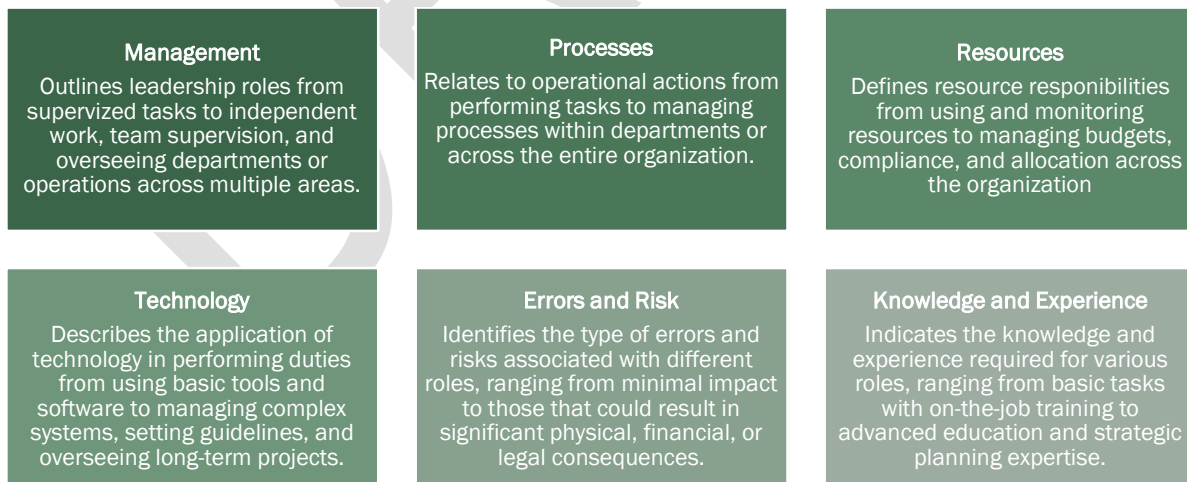 Management
Outlines leadership roles from
supervized tasks to independent
work, team supervision, and
overseeing departments or
operations across multiple areas.
Processes
Relates to operational actions from
performing tasks to managing
processes within departments or
across the entire organization.
Resources
Defines resource responibilities
from using and monitoring
resources to managing budgets,
compliance, and allocation across
the organization
Technology
Describes the application of
technology in performing duties
from using basic tools and
software to managing complex
systems, setting guidelines, and
overseeing long-term projects.
Errors and Risk
Identifies the type of errors and
risks associated with different
roles, ranging from minimal impact
to those that could result in
significant physical, financial, or
legal consequences.
Knowledge and Experience
Indicates the knowledge and
experience required for various
roles, ranging from basic tasks
with on-the-job training to
advanced education and strategic
planning expertise.